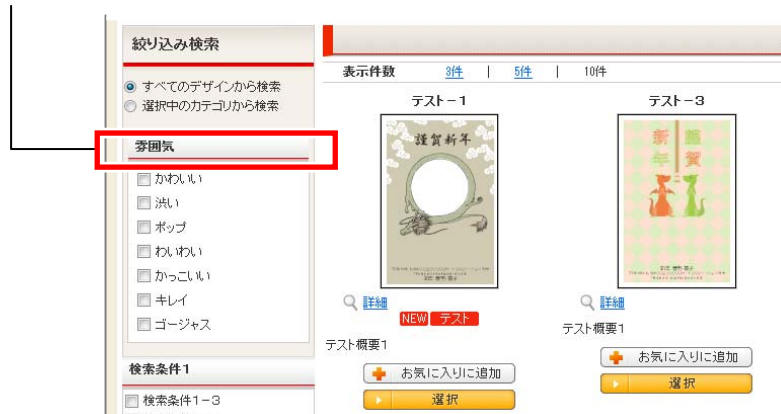 絞り込み検索
すべてのデザインから検索
選択中のカテゴリから検索
雰囲気
かわいい
渋い
ポップ
わいわい
かっこいい
キレイ
ゴージャス
検索条件1
検索条件1-3
表示件数 3件 | 5件 | 10件
テスト-1
謹賀新年
詳細
NEW テスト
テスト概要1
お気に入りに追加
選択
テスト-3
謹賀
新年
詳細
テスト概要1
お気に入りに追加
選択